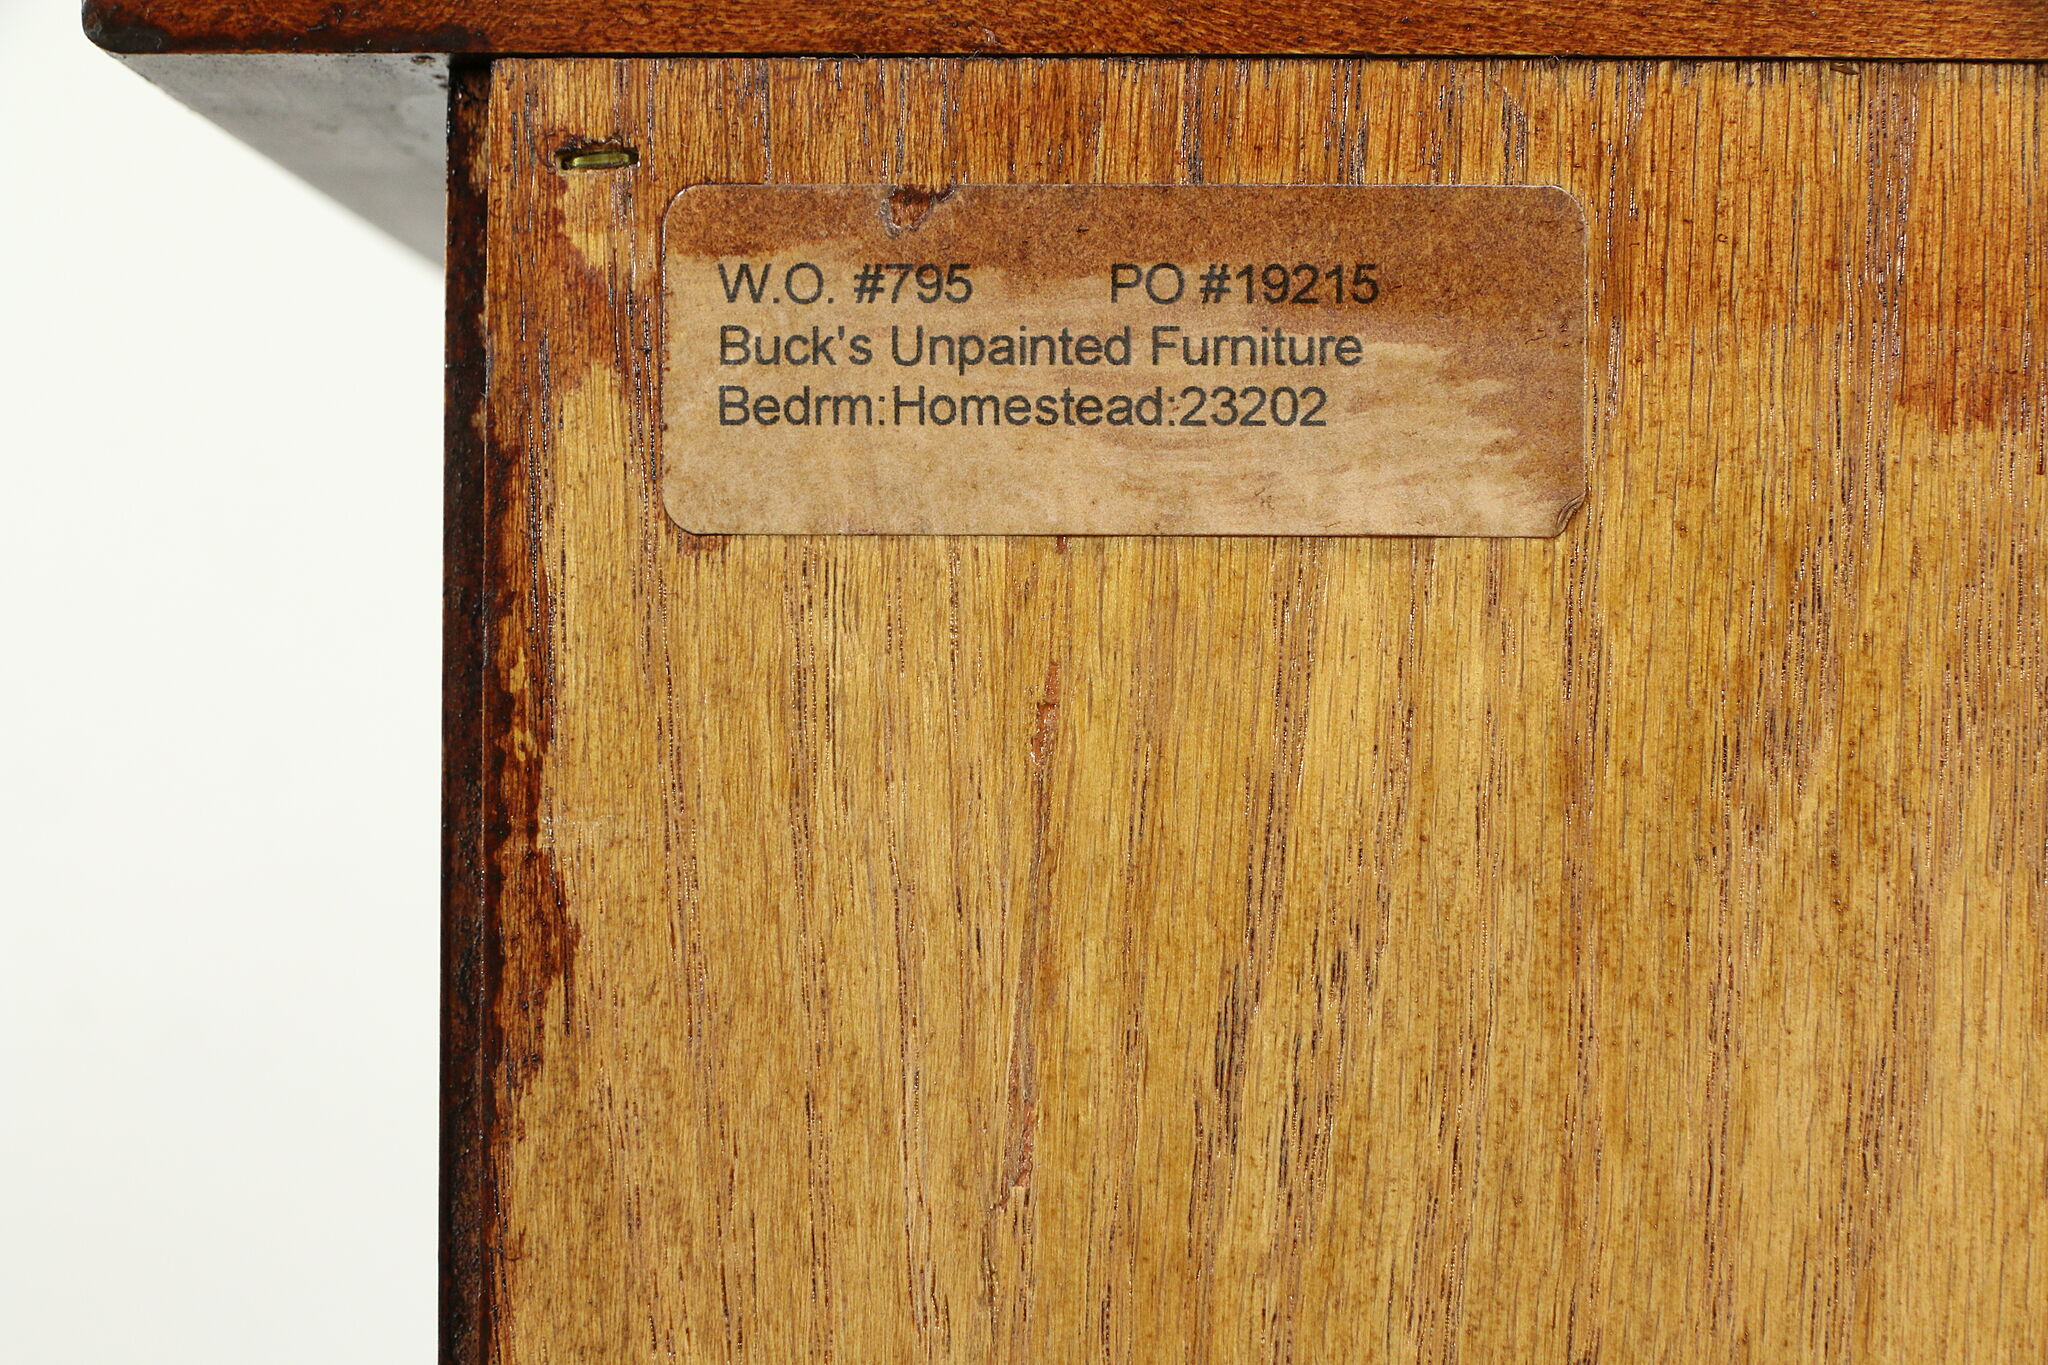 W.O. #795 PO #19215
Buck's Unpainted Furniture
Bedrm:Homestead:23202